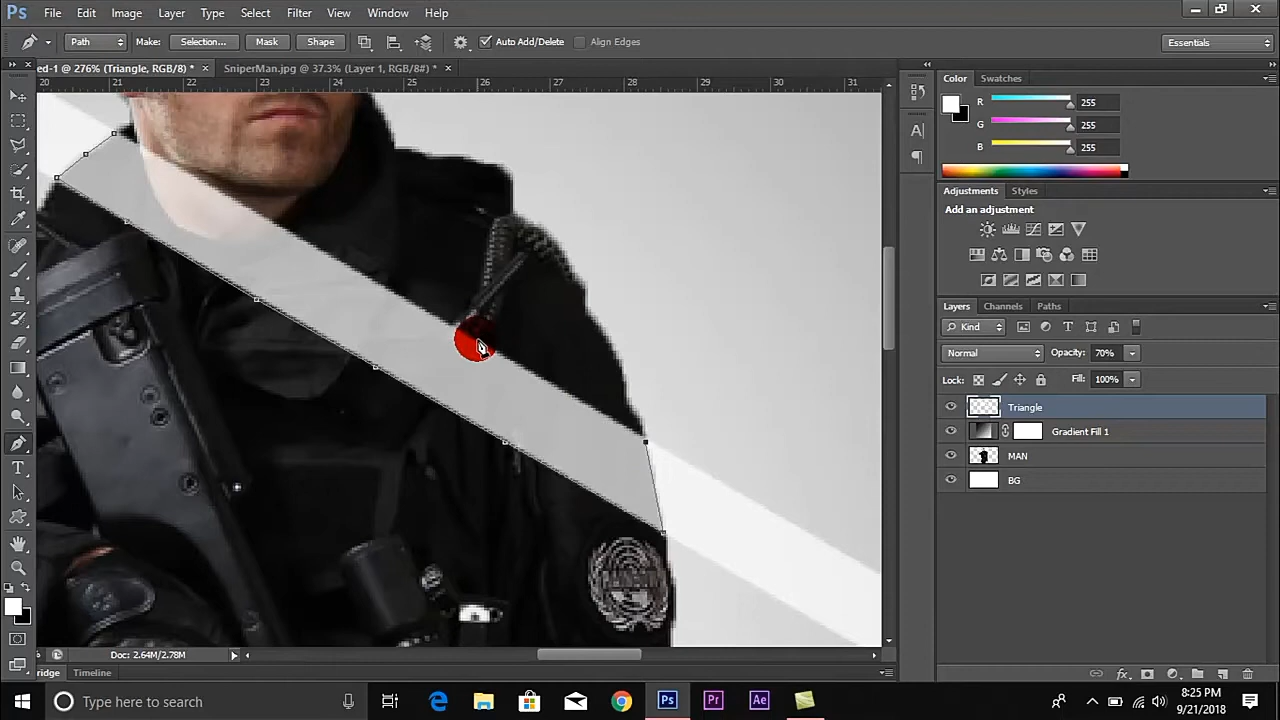 Ps File Edit Image Layer Type Select Filter View Window Help
Path Make: Selection... Mask Shape Auto Add/Delete Align Edges Essentials
ed-1 @ 276% (Triangle, RGB/8) * × SniperMan.jpg @ 37.3% (Layer 1, RGB/8#) * ×
20 21 22 23 24 25 26 27 28 29 30 31
Color Swatches
R 255
G 255
B 255
Adjustments Styles
Add an adjustment
Layers Channels Paths
Kind
Normal Opacity: 70%
Lock: Fill: 100%
Triangle
Gradient Fill 1
MAN
BG
Doc: 2.64M/2.78M
ridge Timeline
Type here to search
Ps Pr Ae
8:25 PM
9/21/2018